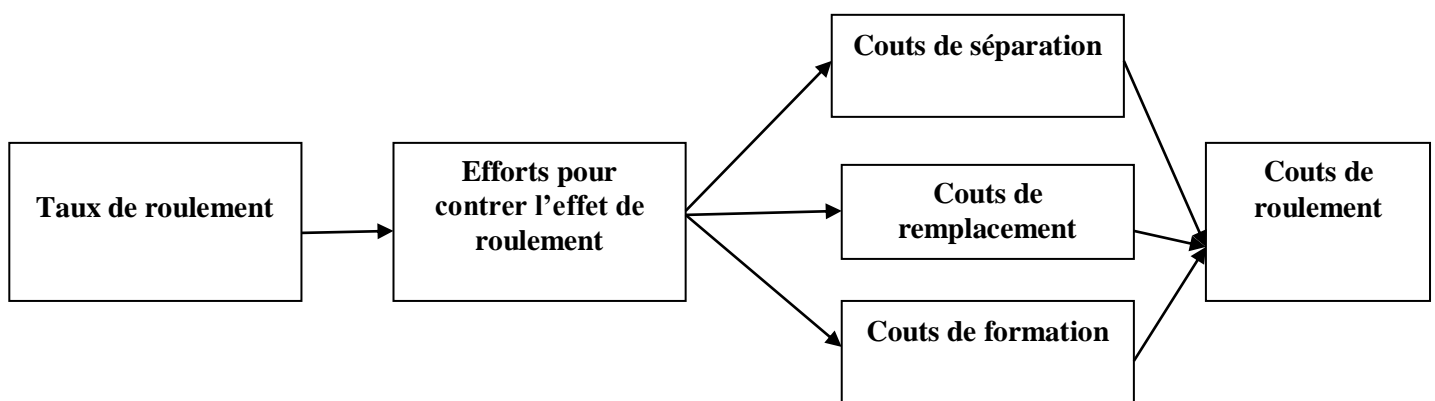 Taux de roulement
Efforts pour
contrer l’effet de
roulement
Couts de séparation
Couts de
remplacement
Couts de formation
Couts de
roulement